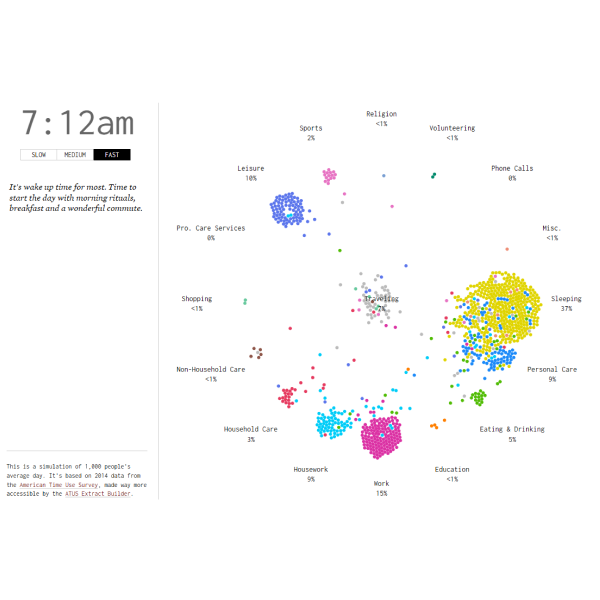 7:12am
SLOW MEDIUM FAST
It's wake up time for most. Time to
start the day with morning rituals,
breakfast and a wonderful commute.
This is a simulation of 1,000 people's
average day. It's based on 2014 data from
the American Time Use Survey, made way more
accessible by the ATUS Extract Builder.
Religion
<1%
Sports
2%
Volunteering
<1%
Leisure
10%
Phone Calls
0%
Pro. Care Services
0%
Misc.
<1%
Shopping
<1%
Traveling
7%
Sleeping
37%
Non-Household Care
<1%
Personal Care
9%
Household Care
3%
Eating & Drinking
5%
Housework
9%
Work
15%
Education
<1%